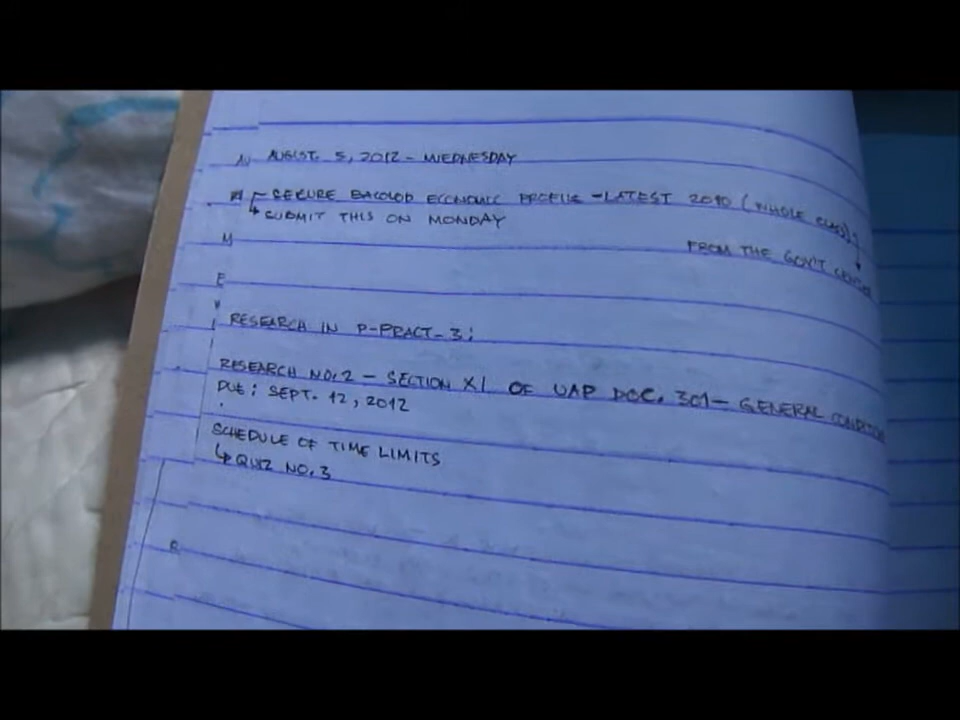 AUGUST. 5, 2012 - WEDNESDAY
- SECURE BACOLOD ECONOMIC PROFILE - LATEST 2010 (WHOLE CLASS)
↳ SUBMIT THIS ON MONDAY
FROM THE GOV'T
M
E
RESEARCH IN P-PRACT-3:
RESEARCH NO. 2 - SECTION XI OF UAP DOC. 301 - GENERAL
DUE: SEPT. 12, 2012
SCHEDULE OF TIME LIMITS
↳ QUIZ NO. 3
R